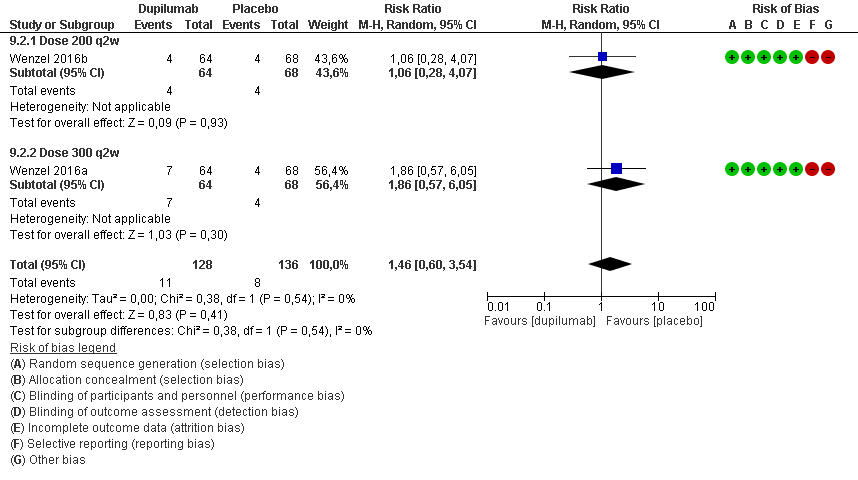 Dupilumab Placebo Risk Ratio Risk Ratio Risk of Bias
Study or Subgroup Events Total Events Total Weight M-H, Random, 95% CI M-H, Random, 95% CI A B C D E F G
9.2.1 Dose 200 q2w
Wenzel 2016b 4 64 4 68 43,6% 1,06 [0,28, 4,07] + + + + + - -
Subtotal (95% CI) 64 68 43,6% 1,06 [0,28, 4,07]
Total events 4 4
Heterogeneity: Not applicable
Test for overall effect: Z = 0,09 (P = 0,93)
9.2.2 Dose 300 q2w
Wenzel 2016a 7 64 4 68 56,4% 1,86 [0,57, 6,05] + + + + + - -
Subtotal (95% CI) 64 68 56,4% 1,86 [0,57, 6,05]
Total events 7 4
Heterogeneity: Not applicable
Test for overall effect: Z = 1,03 (P = 0,30)
Total (95% CI) 128 136 100,0% 1,46 [0,60, 3,54]
Total events 11 8
Heterogeneity: Tau² = 0,00; Chi² = 0,38, df = 1 (P = 0,54); I² = 0%
Test for overall effect: Z = 0,83 (P = 0,41)
Test for subgroup differences: Chi² = 0,38, df = 1 (P = 0,54), I² = 0%
0.01 0.1 1 10 100
Favours [dupilumab] Favours [placebo]
Risk of bias legend
(A) Random sequence generation (selection bias)
(B) Allocation concealment (selection bias)
(C) Blinding of participants and personnel (performance bias)
(D) Blinding of outcome assessment (detection bias)
(E) Incomplete outcome data (attrition bias)
(F) Selective reporting (reporting bias)
(G) Other bias